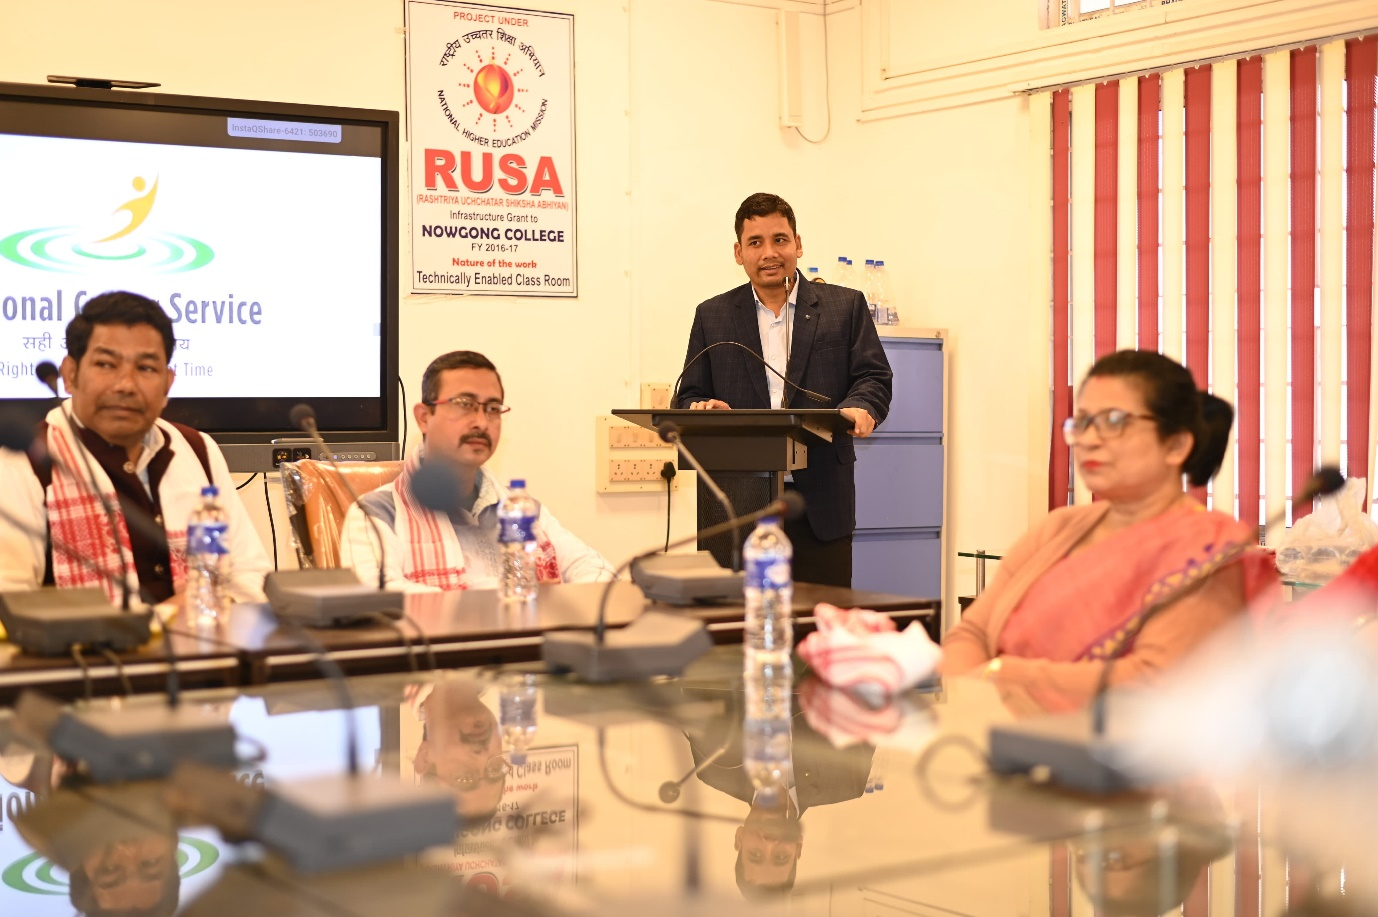 InstaQShare-6421: 503690
Service
सही
Right
Time
PROJECT UNDER
राष्ट्रीय उच्चतर शिक्षा अभियान
NATIONAL HIGHER EDUCATION MISSION
RUSA
(RASHTRIYA UCHCHATAR SHIKSHA ABHIYAN)
Infrastructure Grant to
NOWGONG COLLEGE
FY 2016-17
Nature of the work
Technically Enabled Class Room